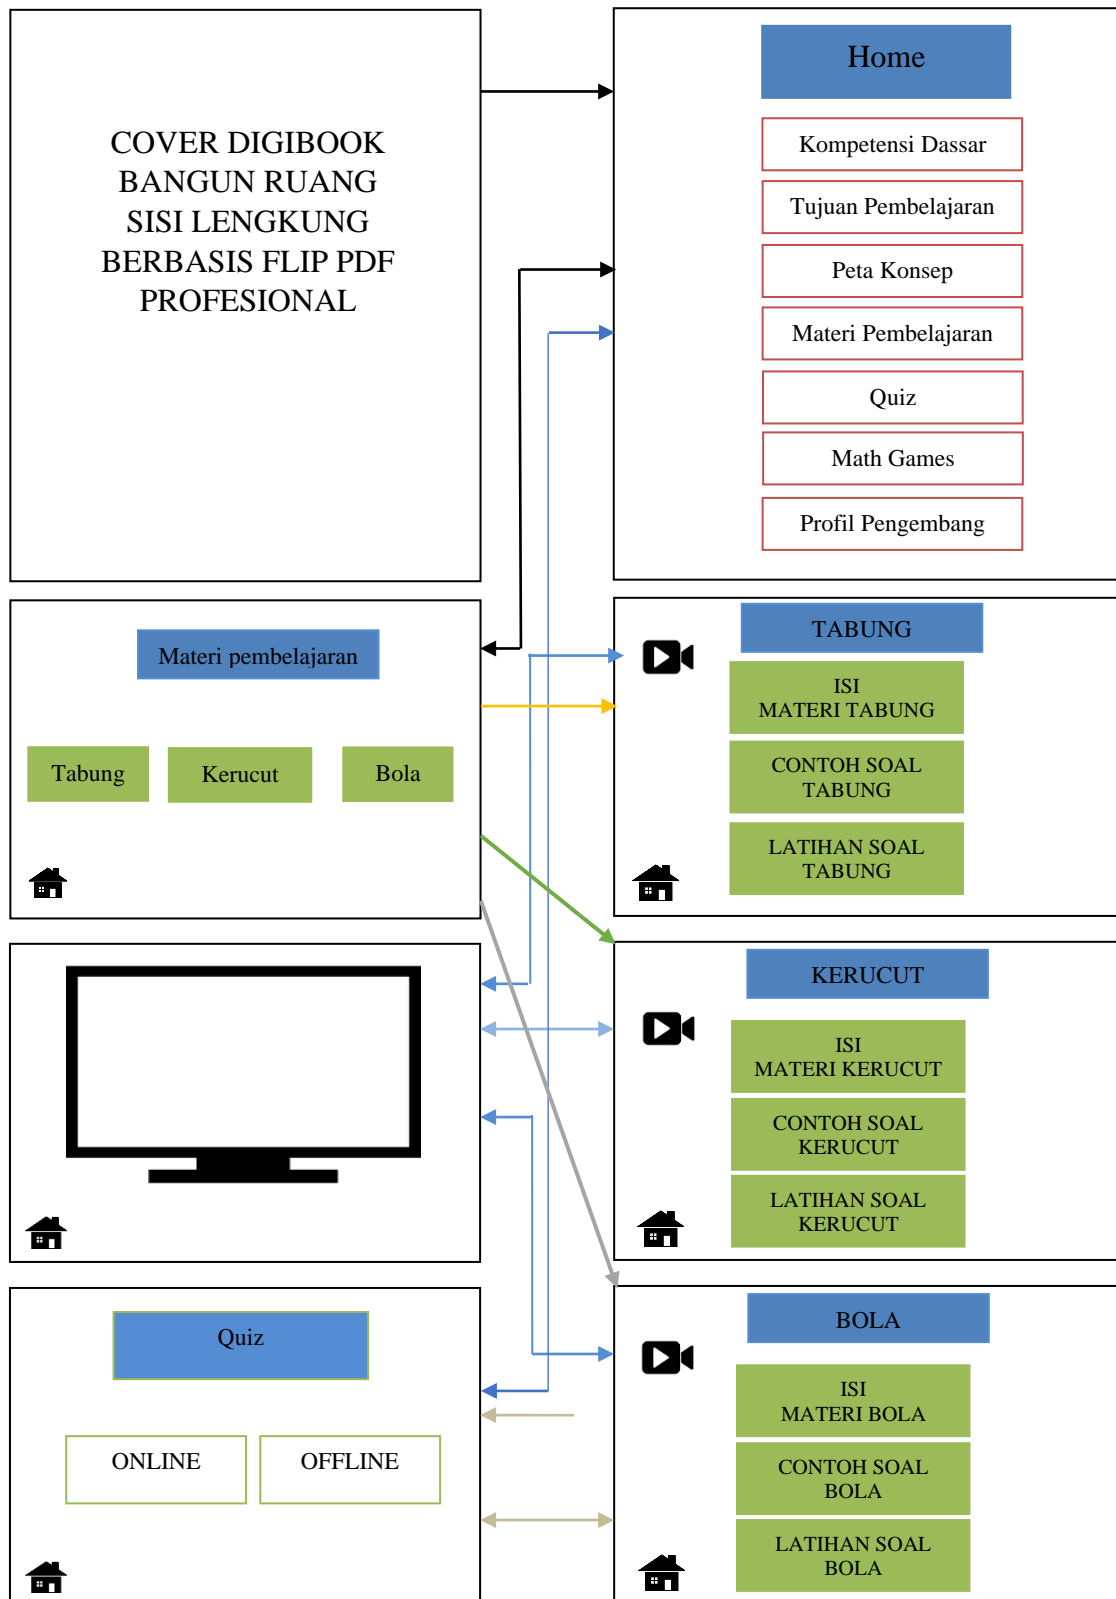 COVER DIGIBOOK
BANGUN RUANG
SISI LENGKUNG
BERBASIS FLIP PDF
PROFESIONAL
Home
Kompetensi Dassar
Tujuan Pembelajaran
Peta Konsep
Materi Pembelajaran
Quiz
Math Games
Profil Pengembang
Materi pembelajaran
Tabung
Kerucut
Bola
TABUNG
ISI
MATERI TABUNG
CONTOH SOAL
TABUNG
LATIHAN SOAL
TABUNG
KERUCUT
ISI
MATERI KERUCUT
CONTOH SOAL
KERUCUT
LATIHAN SOAL
KERUCUT
Quiz
ONLINE
OFFLINE
BOLA
ISI
MATERI BOLA
CONTOH SOAL
BOLA
LATIHAN SOAL
BOLA